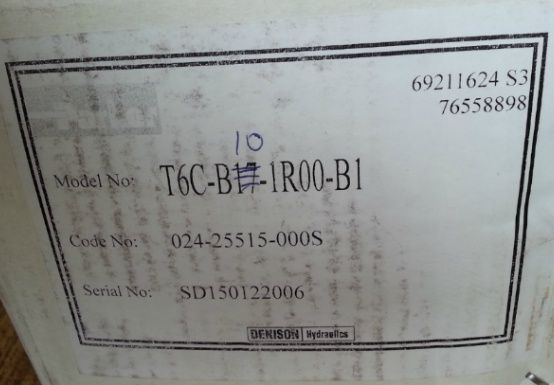 69211624 S3
76558898
10
Model No: T6C-B17-1R00-B1
Code No: 024-25515-000S
Serial No: SD150122006
DENISON Hydraulics